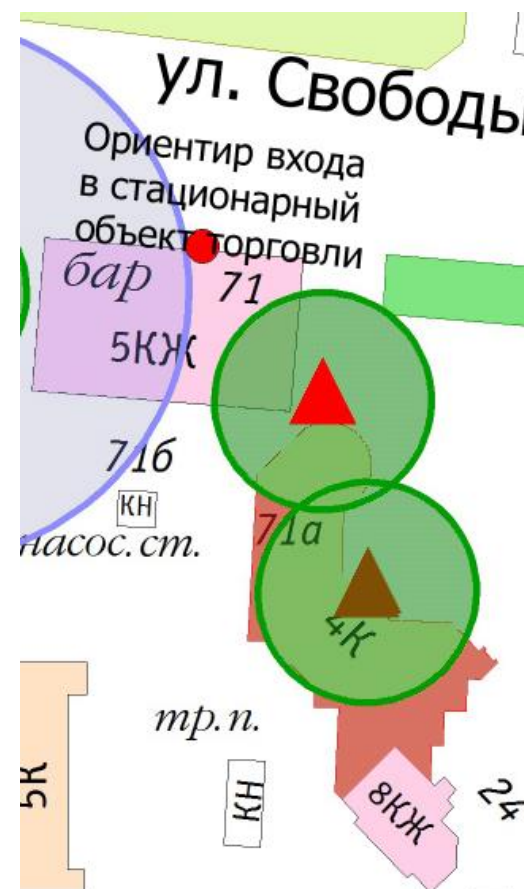 ул. Свободы
Ориентир входа
в стационарный
объект торговли
бар
71
5КЖ
71б
КН
насос. ст.
71а
4К
тр. п.
КН
5К
8КЖ
24